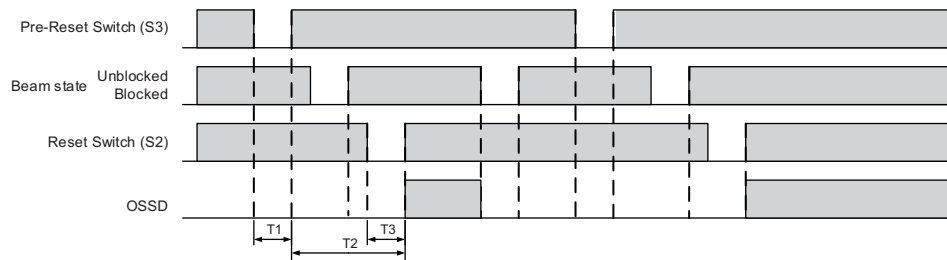 Pre-Reset Switch (S3)
Beam state Unblocked
Blocked
Reset Switch (S2)
OSSD
T1
T3
T2